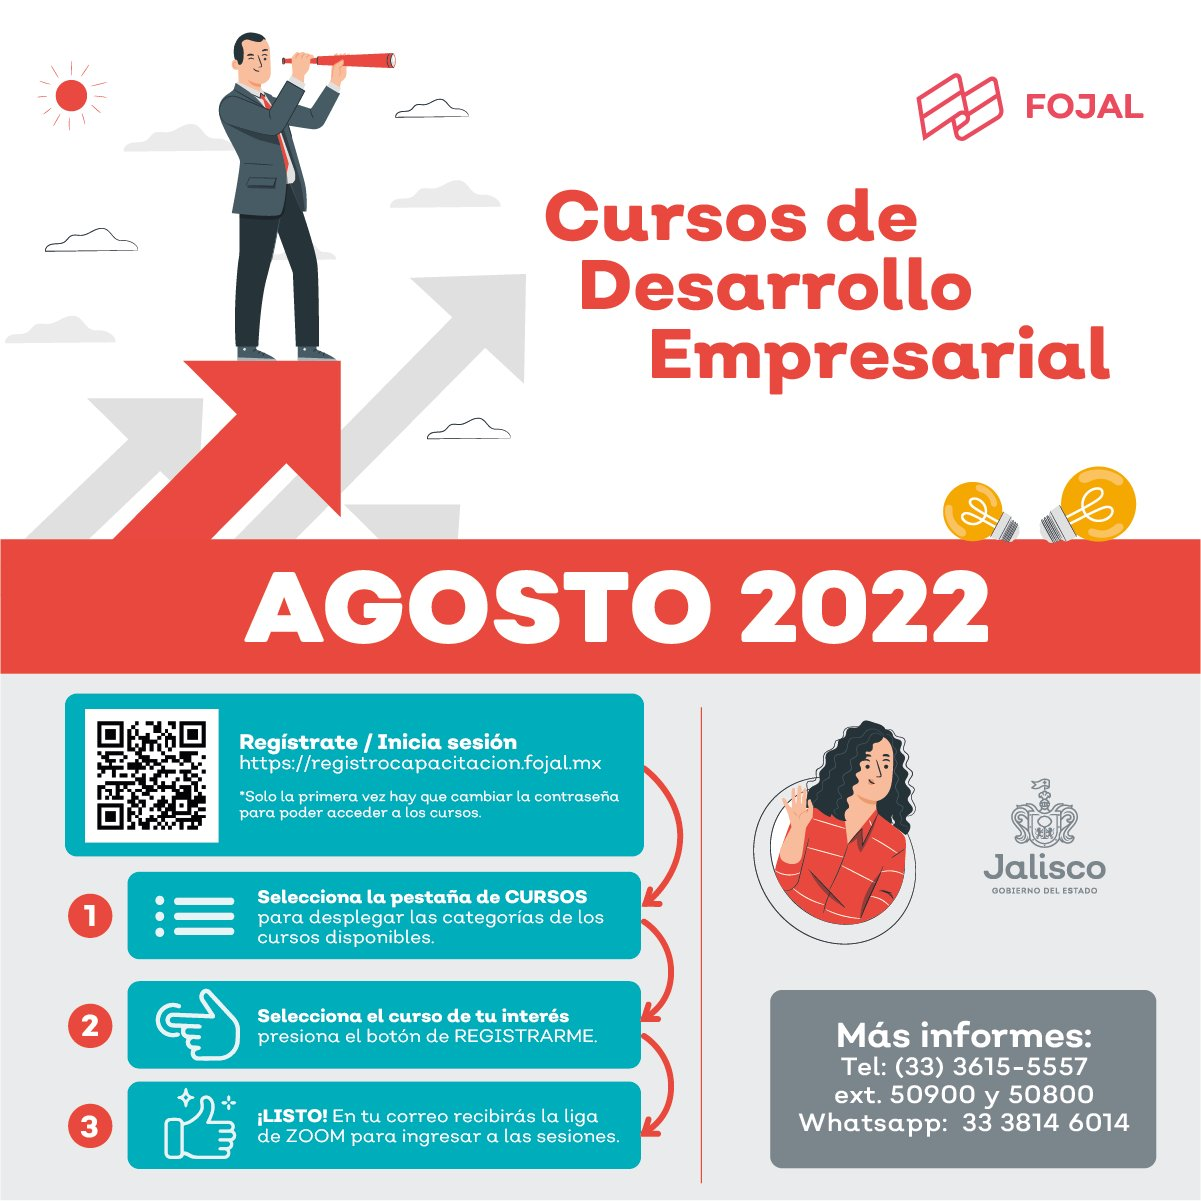 FOJAL
Cursos de
Desarrollo
Empresarial
AGOSTO 2022
Regístrate / Inicia sesión
https://registrocapacitacion.fojal.mx
*Solo la primera vez hay que cambiar la contraseña
para poder acceder a los cursos.
1
Selecciona la pestaña de CURSOS
para desplegar las categorías de los
cursos disponibles.
2
Selecciona el curso de tu interés
presiona el botón de REGISTRARME.
3
¡LISTO! En tu correo recibirás la liga
de ZOOM para ingresar a las sesiones.
Jalisco
GOBIERNO DEL ESTADO
Más informes:
Tel: (33) 3615-5557
ext. 50900 y 50800
Whatsapp: 33 3814 6014